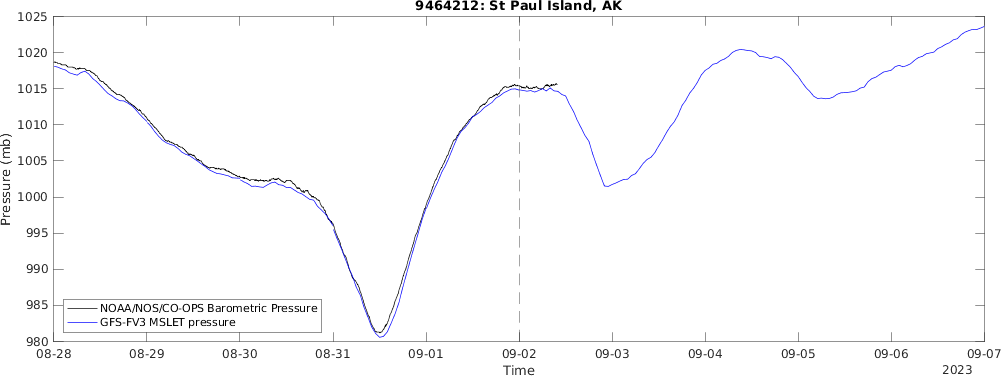 9464212: St Paul Island, AK
Pressure (mb)
1025
1020
1015
1010
1005
1000
995
990
985
980
NOAA/NOS/CO-OPS Barometric Pressure
GFS-FV3 MSLET pressure
08-28 08-29 08-30 08-31 09-01 09-02 09-03 09-04 09-05 09-06 09-07
Time
2023